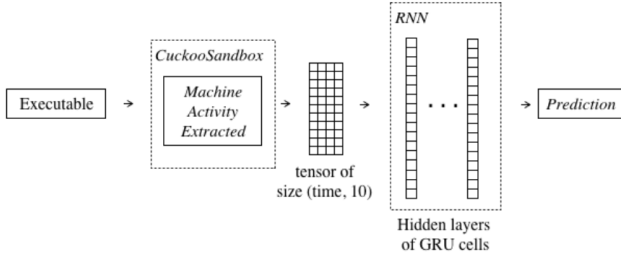 RNN
CuckooSandbox
Executable
Machine
Activity
Extracted
Prediction
tensor of
size (time, 10)
Hidden layers
of GRU cells